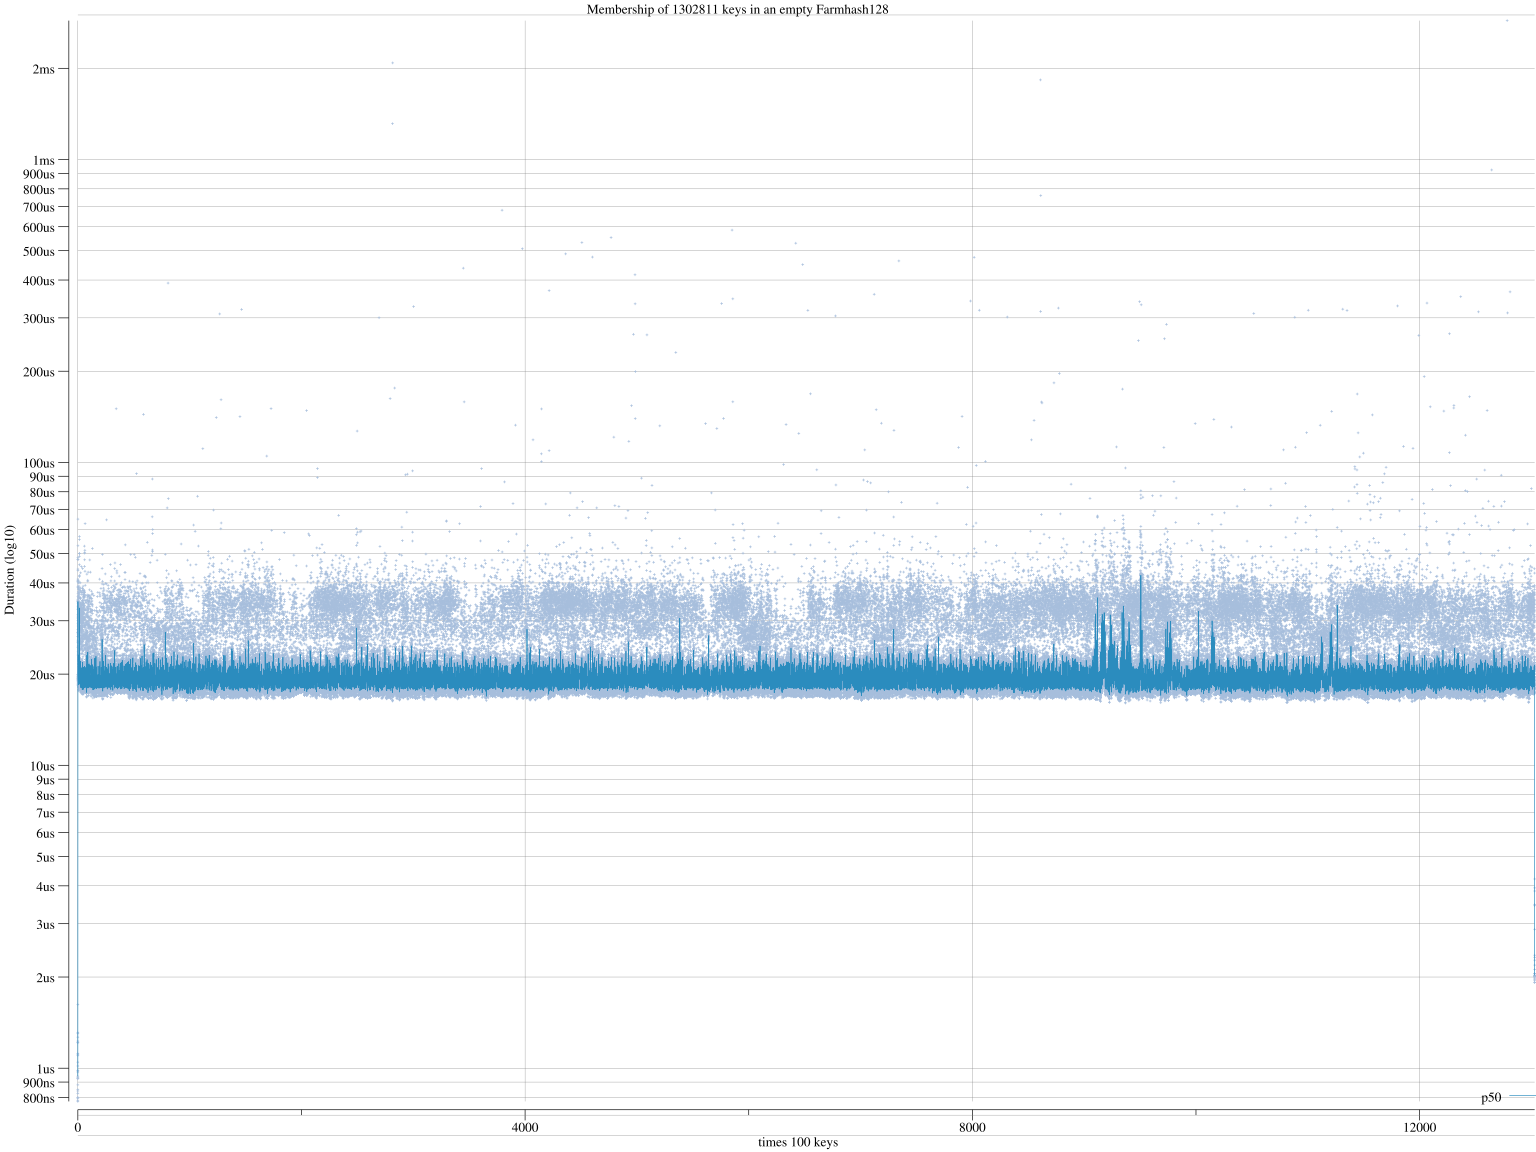 Membership of 1302811 keys in an empty Farmhash128
2ms
1ms
900us
800us
700us
600us
500us
400us
300us
200us
100us
90us
80us
70us
60us
50us
40us
30us
20us
10us
9us
8us
7us
6us
5us
4us
3us
2us
1us
900ns
800ns
Duration (log10)
p50
0
4000
8000
12000
times 100 keys